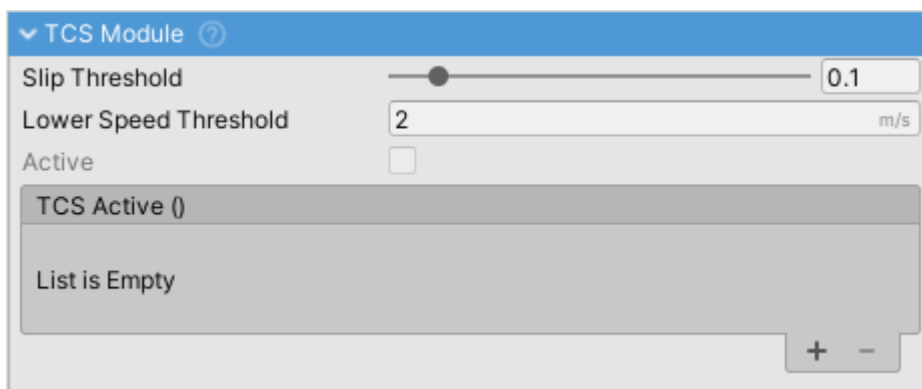 TCS Module ?
Slip Threshold 0.1
Lower Speed Threshold 2 m/s
Active
TCS Active ()
List is Empty
+ −